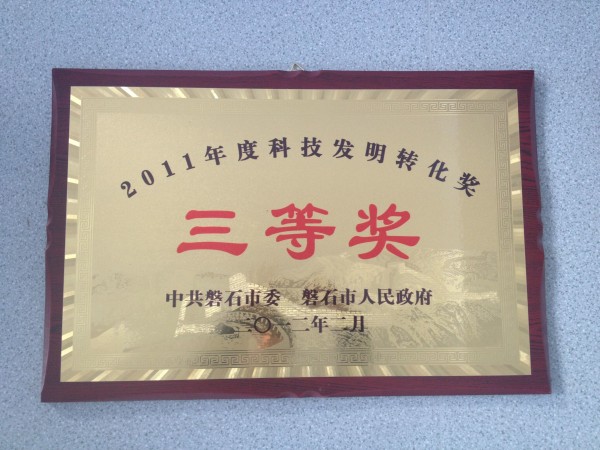 2011年度科技发明转化奖
三等奖
中共磐石市委 磐石市人民政府
二〇一二年二月